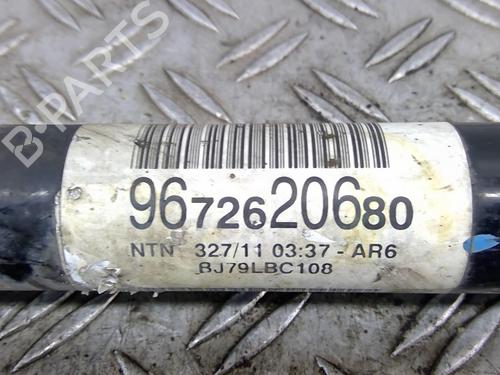 B-PARTS
9672620680
NTN 327/11 03:37 - AR6
BJ79LBC108